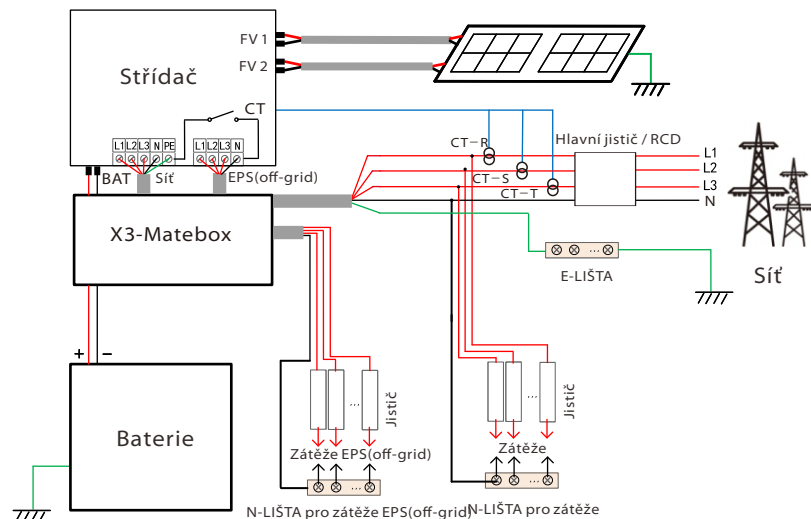 FV 1
FV 2
Střídač
CT
L1 L2 L3 N PE
L1 L2 L3 N
BAT
Síť
EPS(off-grid)
CT–R
CT–S
CT–T
Hlavní jistič / RCD
L1
L2
L3
N
X3-Matebox
E-LIŠTA
Síť
+ –
Baterie
...
Jistič
...
Jistič
Zátěže EPS(off-grid)
Zátěže
...
...
N-LIŠTA pro zátěže EPS(off-grid)
N-LIŠTA pro zátěže